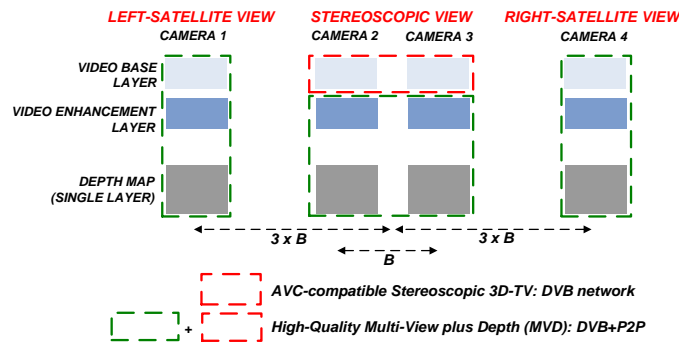 LEFT-SATELLITE VIEW
STEREOSCOPIC VIEW
RIGHT-SATELLITE VIEW
CAMERA 1
CAMERA 2
CAMERA 3
CAMERA 4
VIDEO BASE
LAYER
VIDEO ENHANCEMENT
LAYER
DEPTH MAP
(SINGLE LAYER)
3 x B
3 x B
B
AVC-compatible Stereoscopic 3D-TV: DVB network
+
High-Quality Multi-View plus Depth (MVD): DVB+P2P